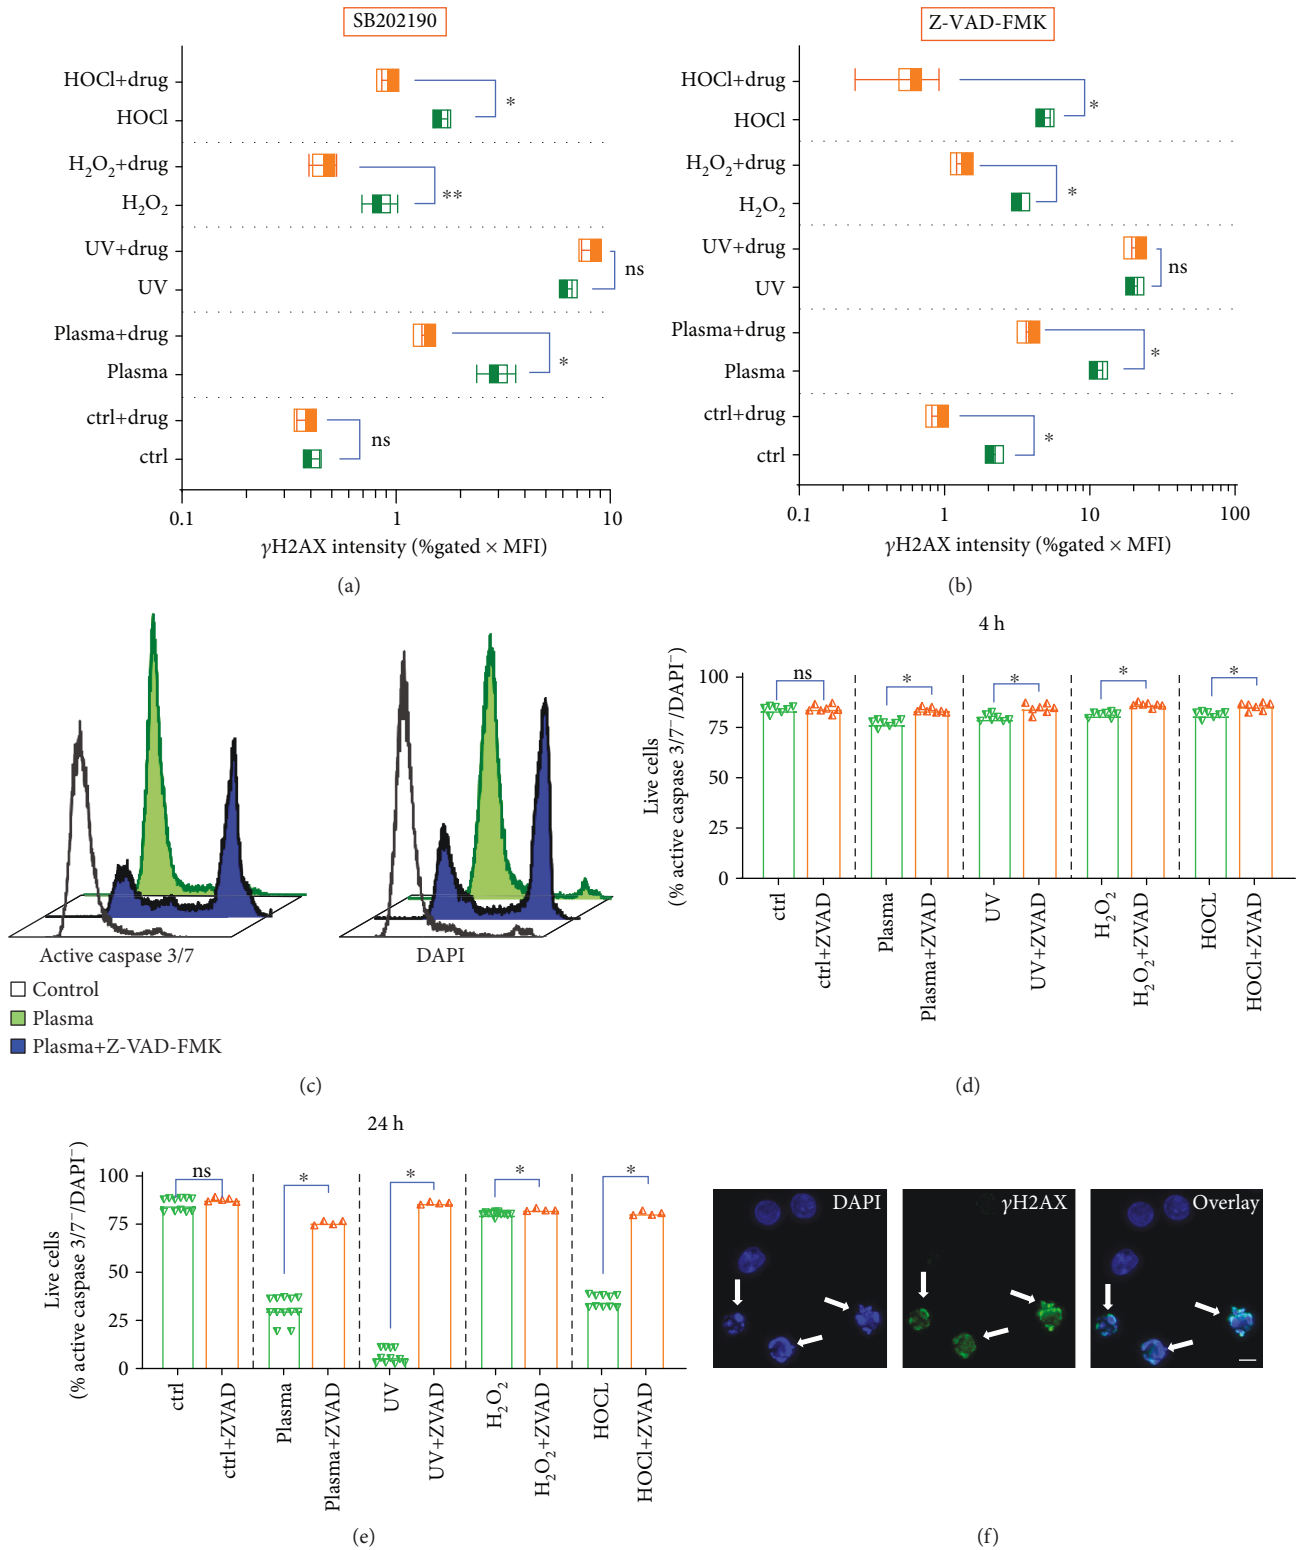 SB202190
HOCl+drug
HOCl
H₂O₂+drug
H₂O₂
UV+drug
UV
Plasma+drug
Plasma
ctrl+drug
ctrl
*
**
ns
*
ns
0.1 1 10
γH2AX intensity (%gated × MFI)
(a)
Z-VAD-FMK
HOCl+drug
HOCl
H₂O₂+drug
H₂O₂
UV+drug
UV
Plasma+drug
Plasma
ctrl+drug
ctrl
*
*
ns
*
*
0.1 1 10 100
γH2AX intensity (%gated × MFI)
(b)
Active caspase 3/7
DAPI
Control
Plasma
Plasma+Z-VAD-FMK
(c)
4 h
Live cells
(% active caspase 3/7⁻/DAPI⁻)
100
75
50
25
0
ns * * * *
ctrl
ctrl+ZVAD
Plasma
Plasma+ZVAD
UV
UV+ZVAD
H₂O₂
H₂O₂+ZVAD
HOCL
HOCl+ZVAD
(d)
24 h
Live cells
(% active caspase 3/7⁻/DAPI⁻)
100
75
50
25
0
ns * * * *
ctrl
ctrl+ZVAD
Plasma
Plasma+ZVAD
UV
UV+ZVAD
H₂O₂
H₂O₂+ZVAD
HOCL
HOCl+ZVAD
(e)
DAPI
γH2AX
Overlay
(f)